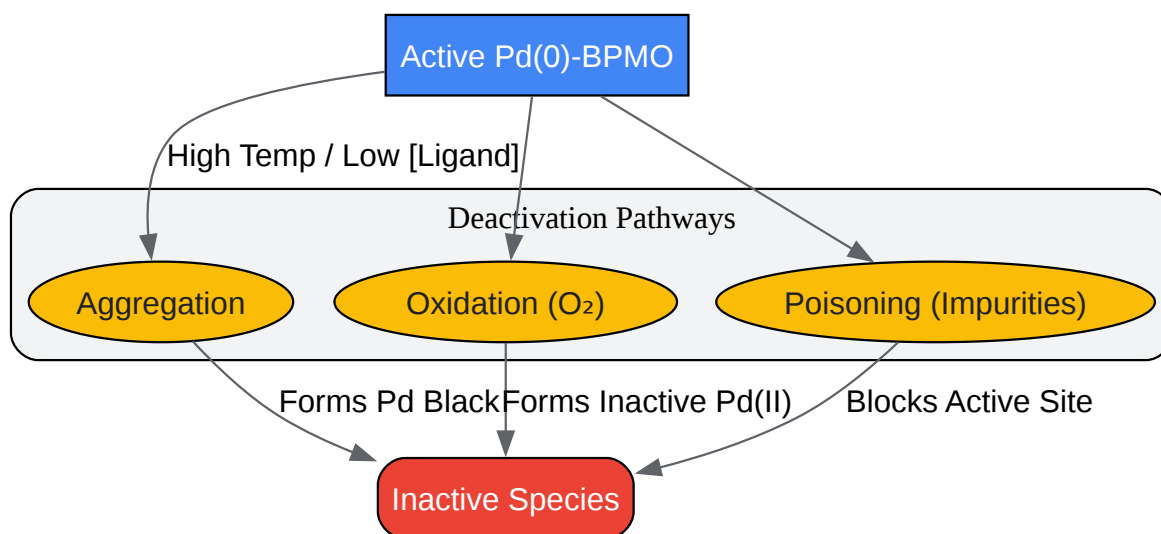 Active Pd(0)-BPMO
High Temp / Low [Ligand]
Deactivation Pathways
Aggregation
Oxidation (O₂)
Poisoning (Impurities)
Forms Pd Black
Forms Inactive Pd(II)
Blocks Active Site
Inactive Species